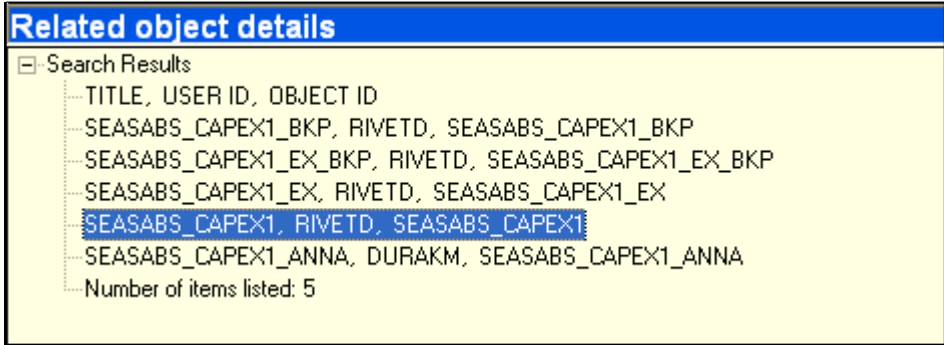 Related object details
Search Results
TITLE, USER ID, OBJECT ID
SEASABS_CAPEX1_BKP, RIVETD, SEASABS_CAPEX1_BKP
SEASABS_CAPEX1_EX_BKP, RIVETD, SEASABS_CAPEX1_EX_BKP
SEASABS_CAPEX1_EX, RIVETD, SEASABS_CAPEX1_EX
SEASABS_CAPEX1, RIVETD, SEASABS_CAPEX1
SEASABS_CAPEX1_ANNA, DURAKM, SEASABS_CAPEX1_ANNA
Number of items listed: 5